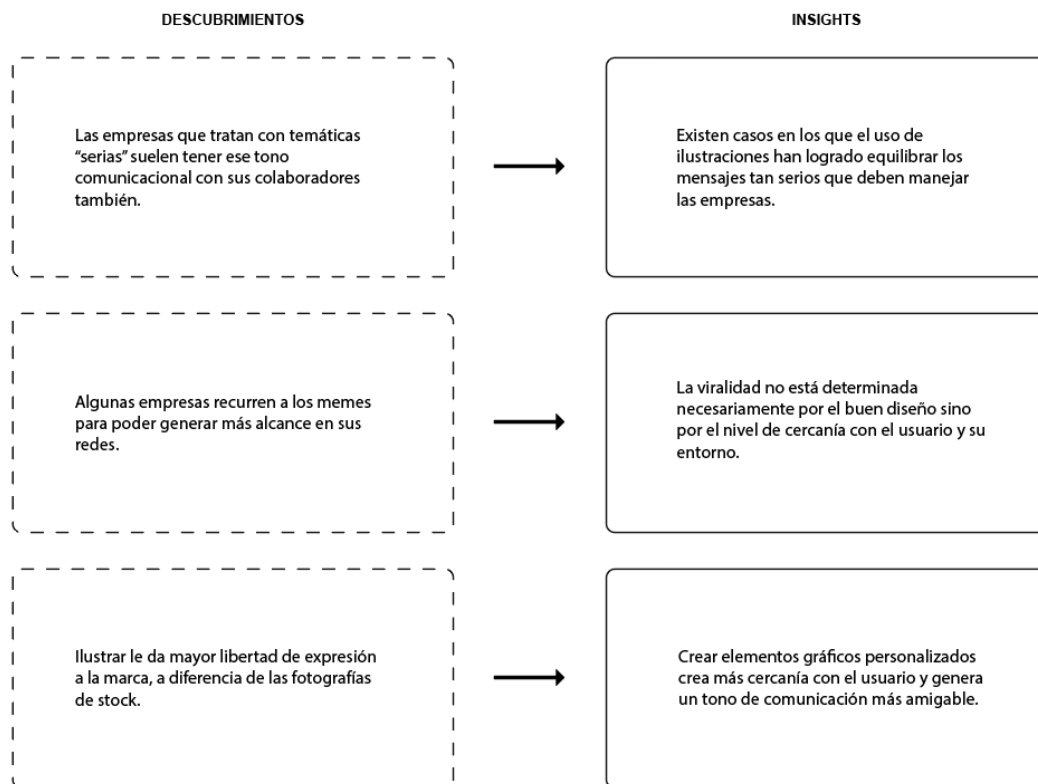 DESCUBRIMIENTOS
INSIGHTS
Las empresas que tratan con temáticas
“serias” suelen tener ese tono
comunicacional con sus colaboradores
también.
Existen casos en los que el uso de
ilustraciones han logrado equilibrar los
mensajes tan serios que deben manejar
las empresas.
Algunas empresas recurren a los memes
para poder generar más alcance en sus
redes.
La viralidad no está determinada
necesariamente por el buen diseño sino
por el nivel de cercanía con el usuario y su
entorno.
Ilustrar le da mayor libertad de expresión
a la marca, a diferencia de las fotografías
de stock.
Crear elementos gráficos personalizados
crea más cercanía con el usuario y genera
un tono de comunicación más amigable.